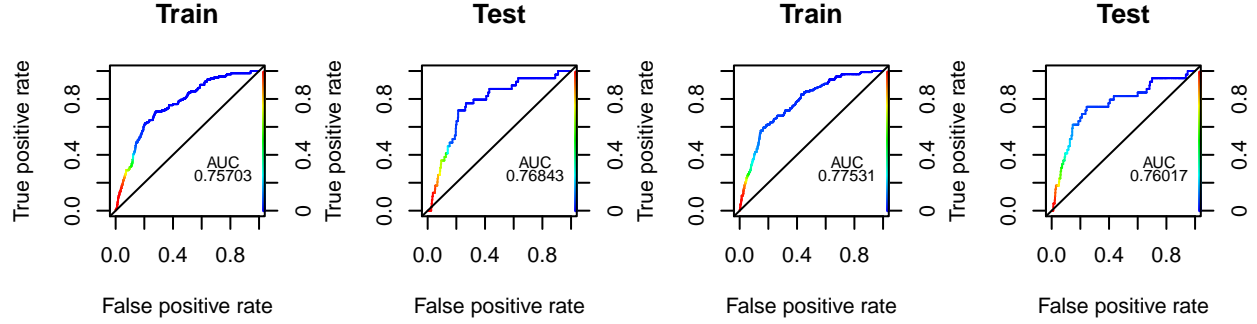 Train
True positive rate
0.0 0.4 0.8
0 0.4 0.8
AUC
0.75703
0.0 0.4 0.8
False positive rate
Test
True positive rate
0.0 0.4 0.8
0 0.4 0.8
AUC
0.76843
0.0 0.4 0.8
False positive rate
Train
True positive rate
0.0 0.4 0.8
0 0.4 0.8
AUC
0.77531
0.0 0.4 0.8
False positive rate
Test
True positive rate
0.0 0.4 0.8
0 0.4 0.8
AUC
0.76017
0.0 0.4 0.8
False positive rate